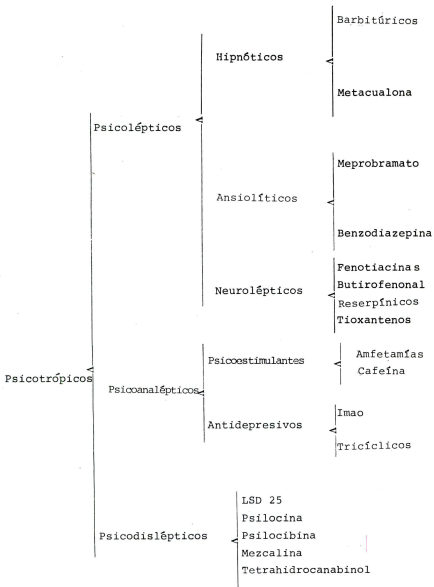 Barbitúricos
Hipnóticos
Metacualona
Psicolépticos
Meprobramato
Ansiolíticos
Benzodiazepina
Fenotiacinas
Butirofenonal
Neurolépticos
Reserpínicos
Tioxantenos
Psicoestimulantes
Amfetamías
Cafeína
Psicotrópicos
Psicoanalépticos
Imao
Antidepresivos
Tricíclicos
LSD 25
Psilocina
Psicodislépticos
Psilocibina
Mezcalina
Tetrahidrocanabinol